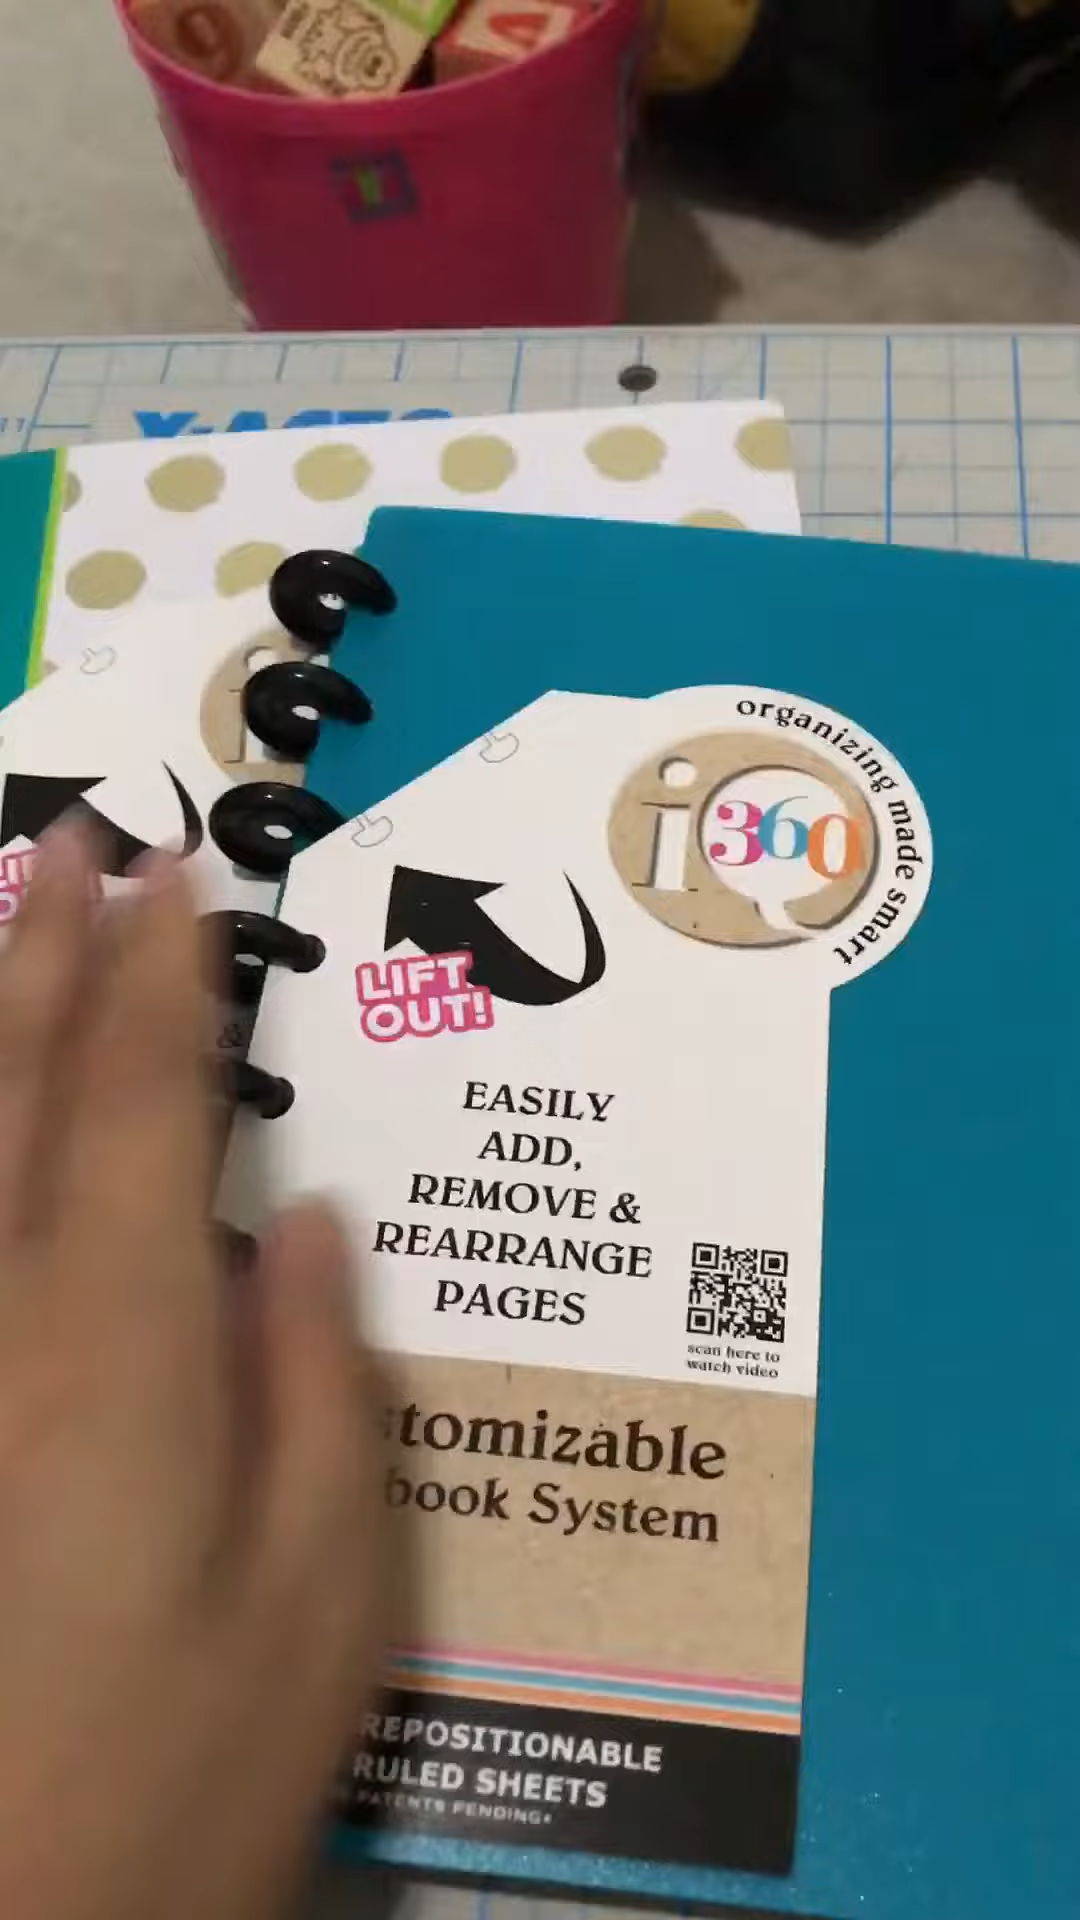 X-ACTO
organizing made smart
i360
LIFT
OUT!
EASILY
ADD,
REMOVE &
REARRANGE
PAGES
scan here to
watch video
tomizable
book System
REPOSITIONABLE
RULED SHEETS
PATENTS PENDING*